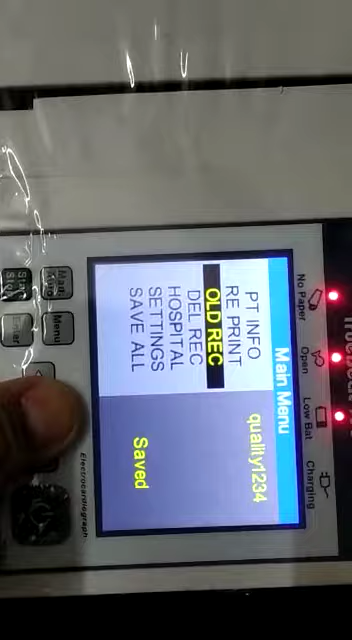 No Paper
Open
Low Bat
Charging
Main Menu
PT INFO
RE PRINT
OLD REC
DEL REC
HOSPITAL
SETTINGS
SAVE ALL
quality1234
Saved
Menu
Electrocardiograph